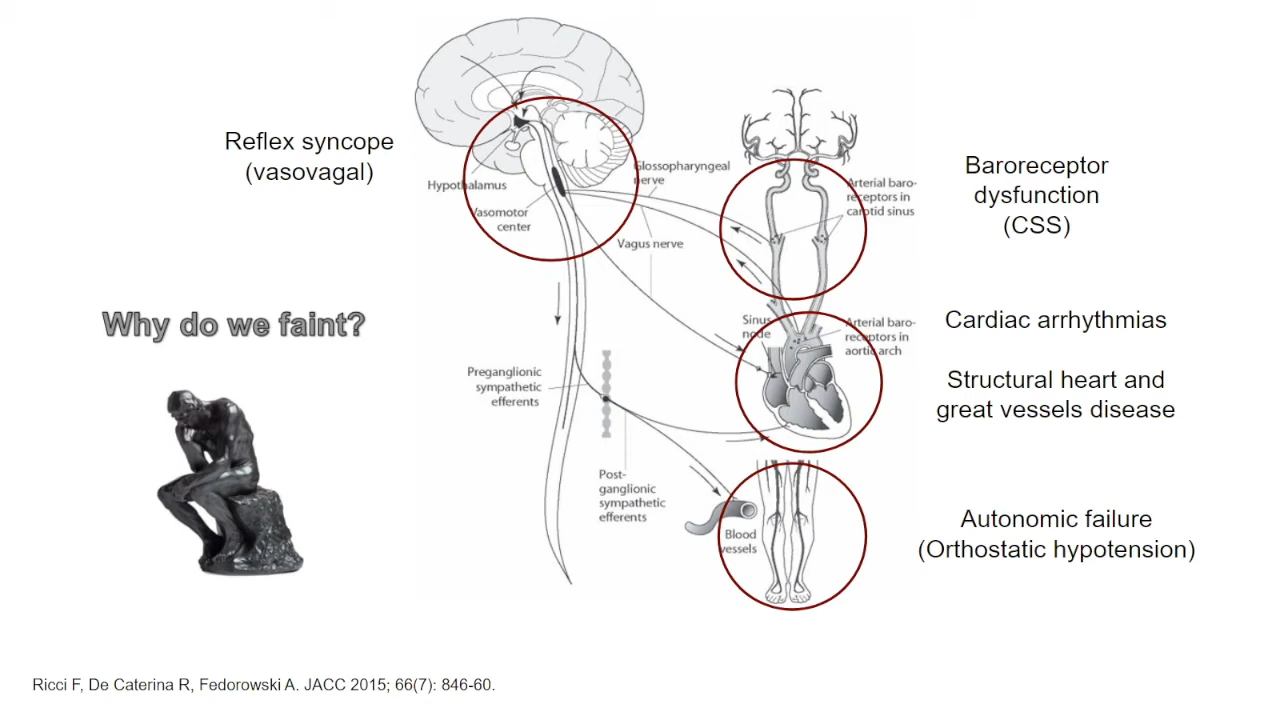 Reflex syncope
(vasovagal)
Why do we faint?
Hypothalamus
Vasomotor
center
Glossopharyngeal
nerve
Vagus nerve
Preganglionic
sympathetic
efferents
Post-
ganglionic
sympathetic
efferents
Arterial baro-
receptors in
carotid sinus
Sinus
node
Arterial baro-
receptors in
aortic arch
Blood
vessels
Baroreceptor
dysfunction
(CSS)
Cardiac arrhythmias
Structural heart and
great vessels disease
Autonomic failure
(Orthostatic hypotension)
Ricci F, De Caterina R, Fedorowski A. JACC 2015; 66(7): 846-60.